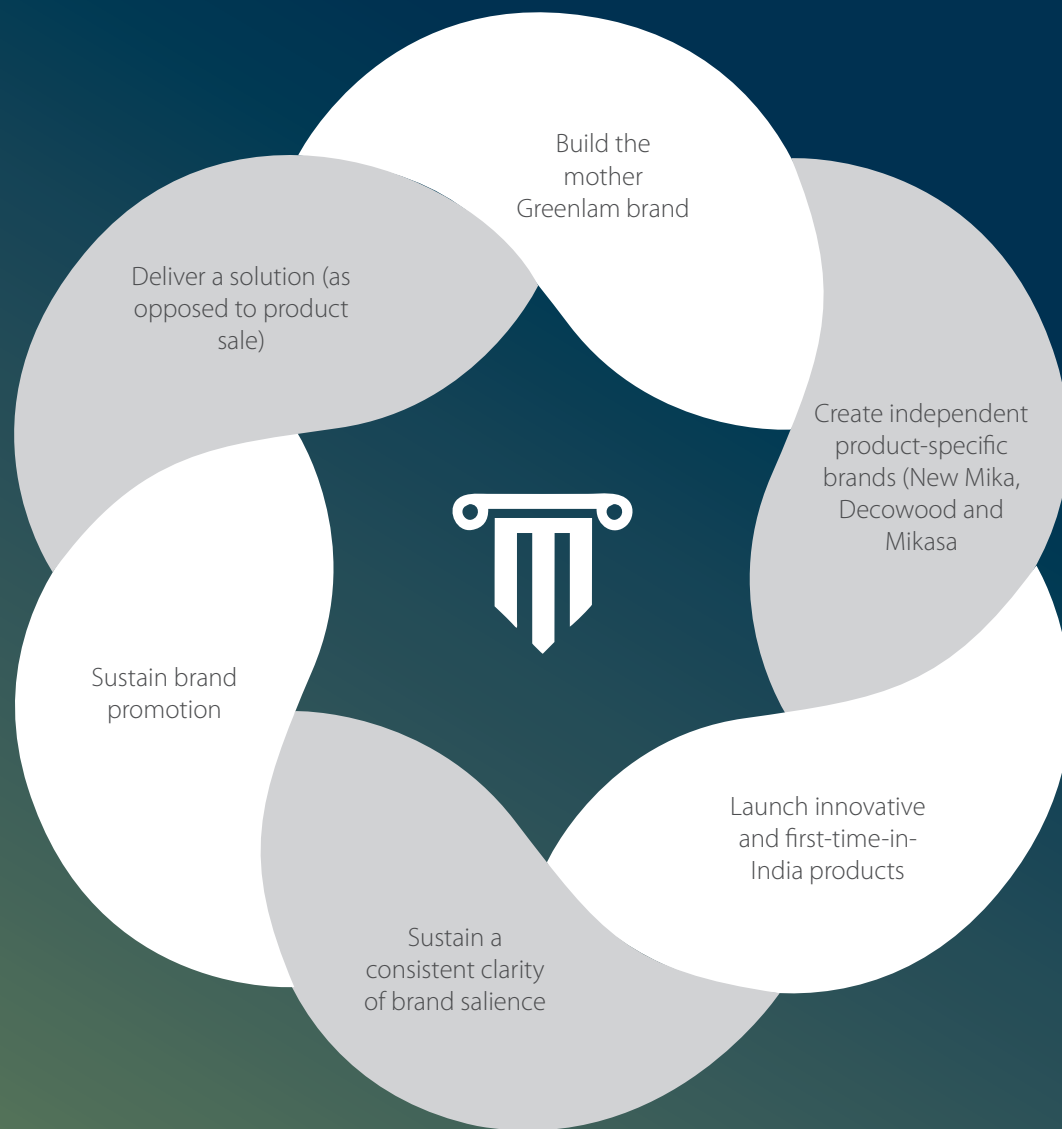 Build the
mother
Greenlam brand
Create independent
product-specific
brands (New Mika,
Decowood and
Mikasa
Launch innovative
and first-time-in-
India products
Sustain a
consistent clarity
of brand salience
Sustain brand
promotion
Deliver a solution (as
opposed to product
sale)